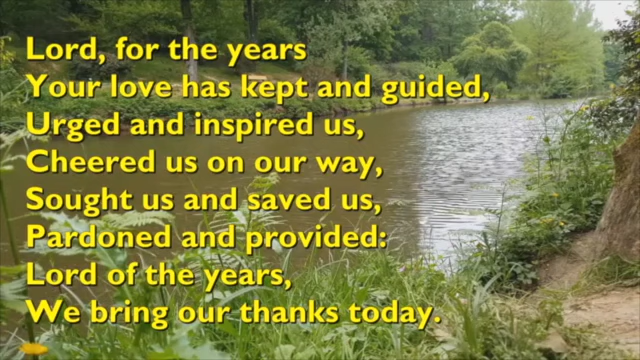 Lord, for the years
Your love has kept and guided,
Urged and inspired us,
Cheered us on our way,
Sought us and saved us,
Pardoned and provided:
Lord of the years,
We bring our thanks today.